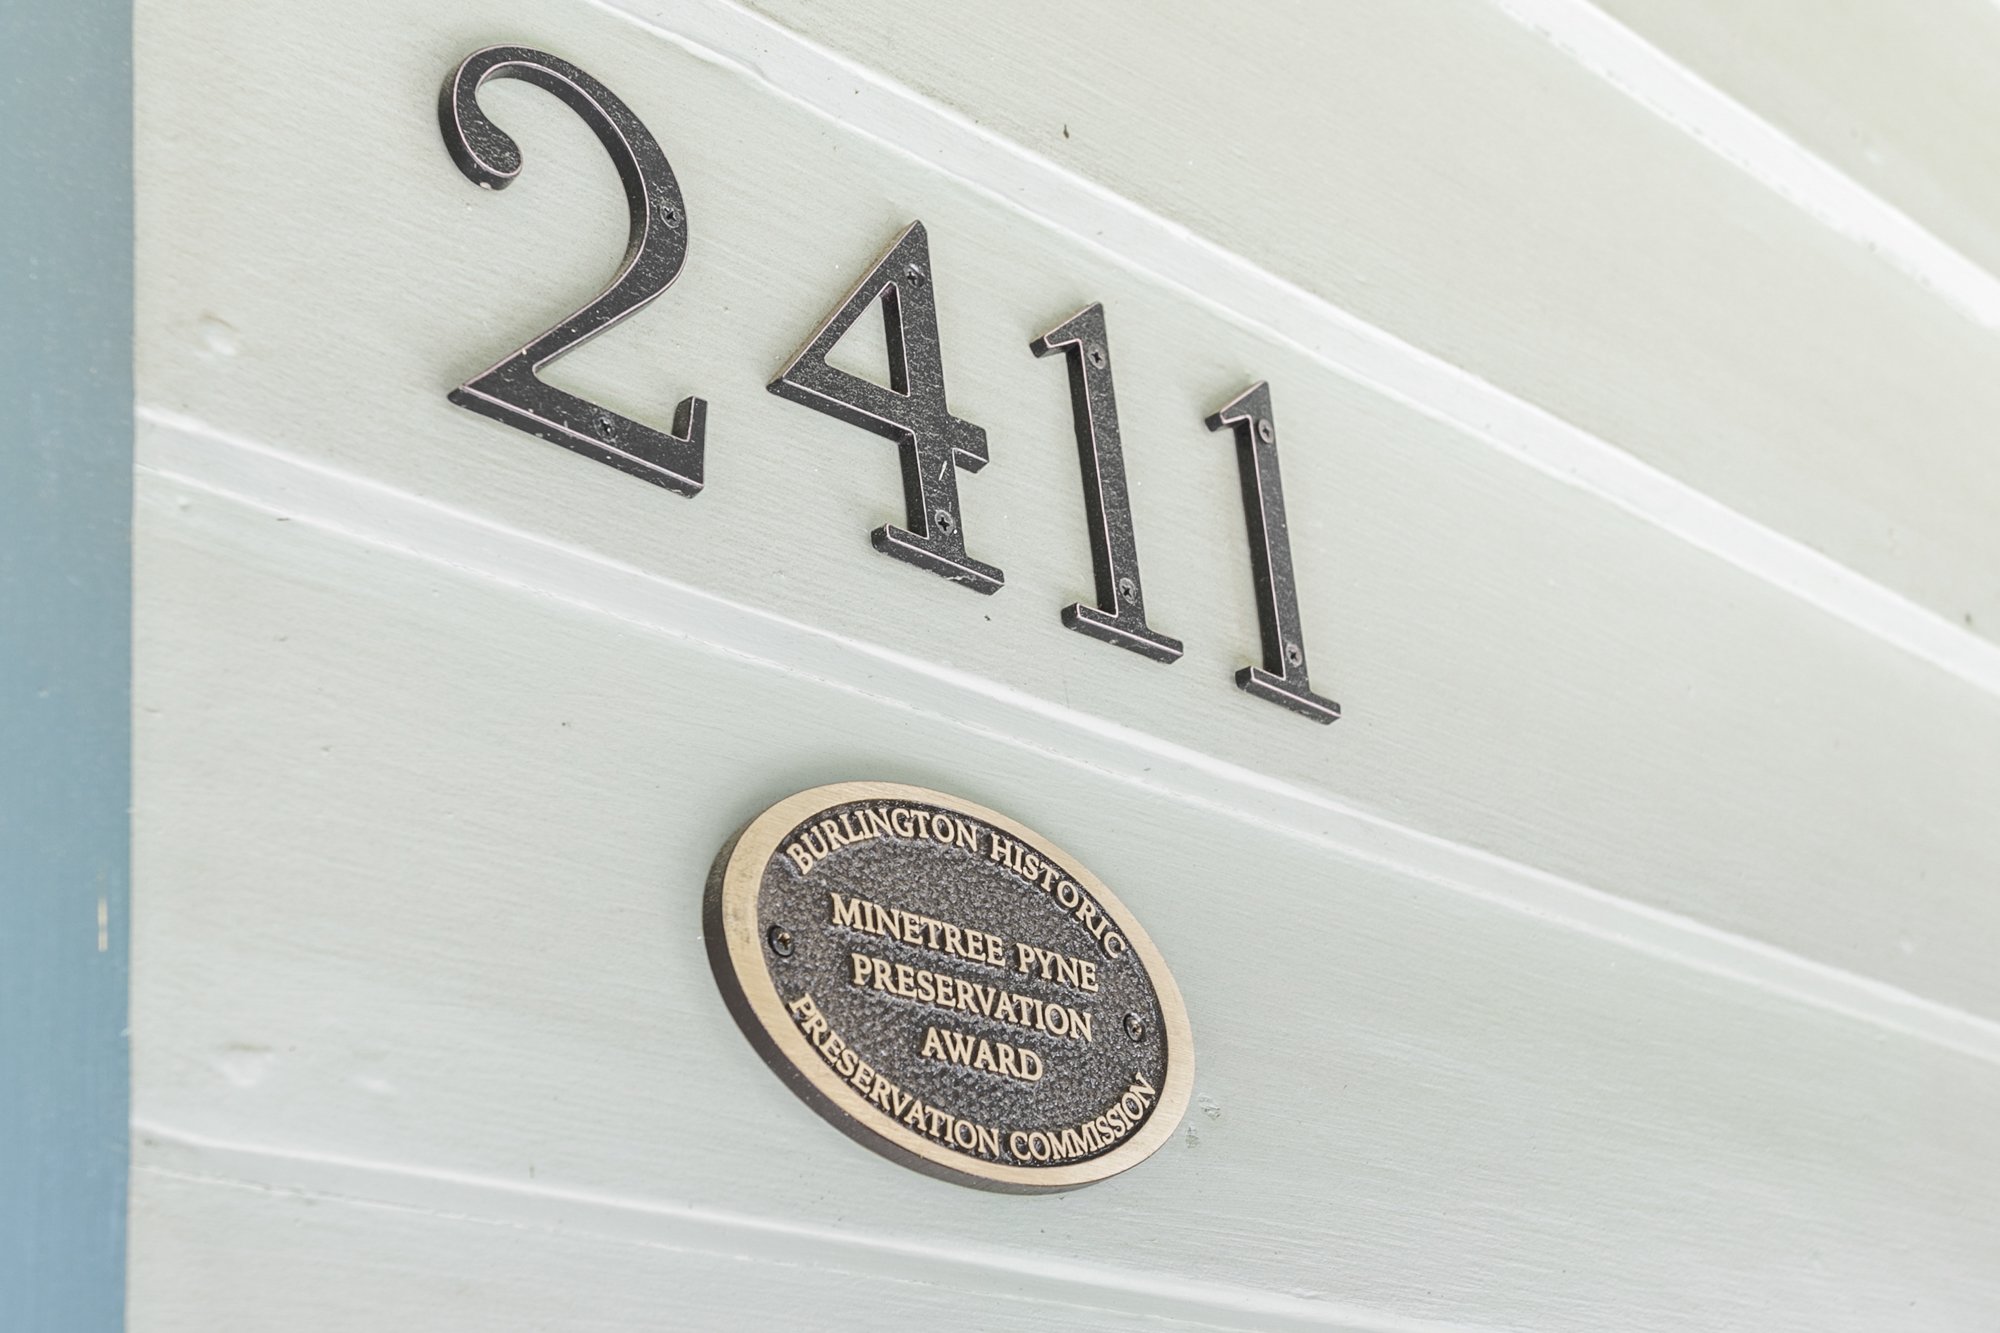 2411
BURLINGTON HISTORIC
MINETREE PYNE
PRESERVATION
AWARD
PRESERVATION COMMISSION